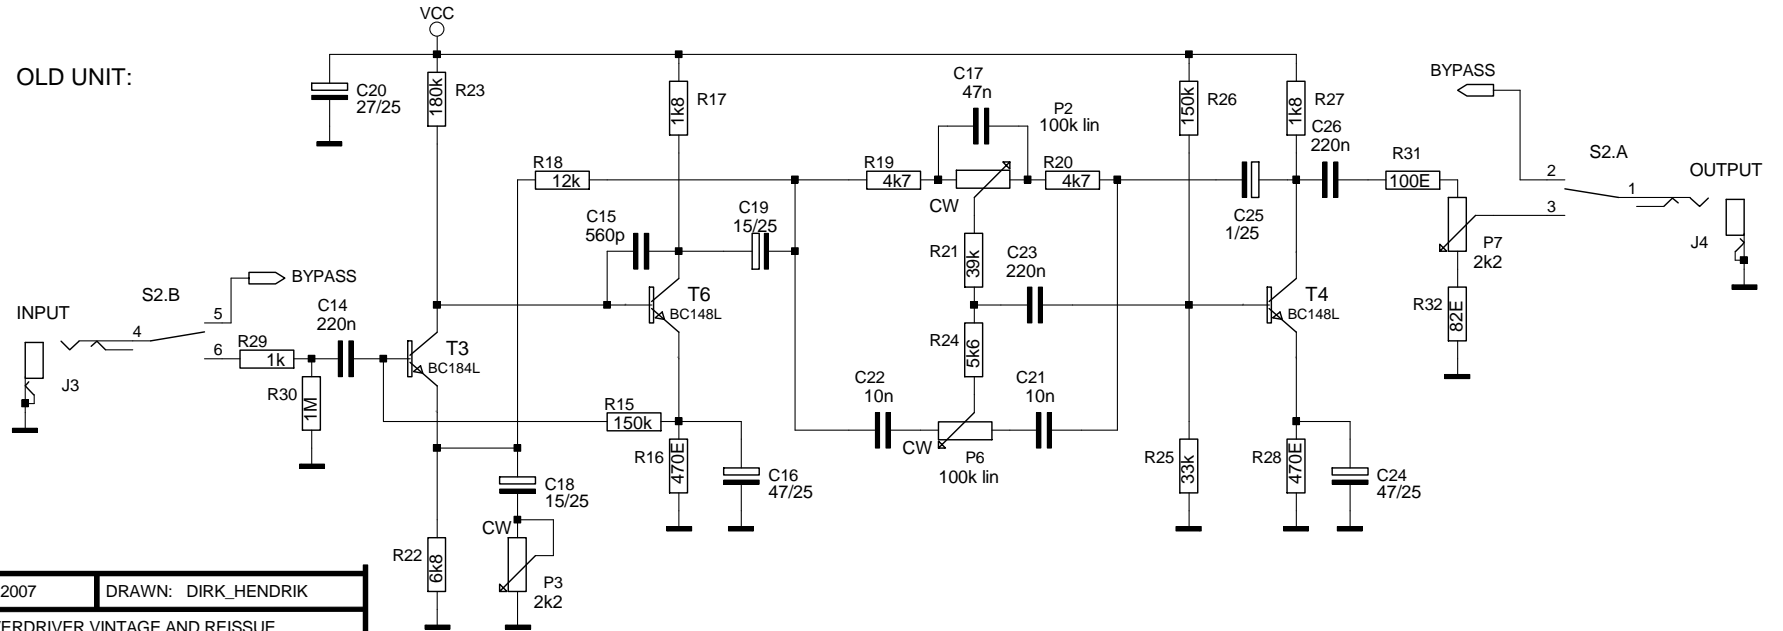 VCC
OLD UNIT:
C20
27/25
180k
R23
1k8
R17
C17
47n
P2
100k lin
150k
R26
1k8
R27
C26
220n
BYPASS
R18
12k
R19
4k7
R20
4k7
R31
100E
S2.A
OUTPUT
2
1
3
CW
C15
560p
C19
15/25
C25
1/25
R21
39k
C23
220n
P7
2k2
J4
BYPASS
S2.B
INPUT
C14
220n
T6
BC148L
T4
BC148L
R32
82E
5
4
6
R29
1k
T3
BC184L
R24
5k6
J3
R30
1M
C22
10n
C21
10n
R15
150k
CW
P6
100k lin
R16
470E
C16
47/25
R25
33k
R28
470E
C24
47/25
C18
15/25
CW
R22
6k8
P3
2k2
2007
DRAWN: DIRK_HENDRIK
ERDRIVER VINTAGE AND REISSUE